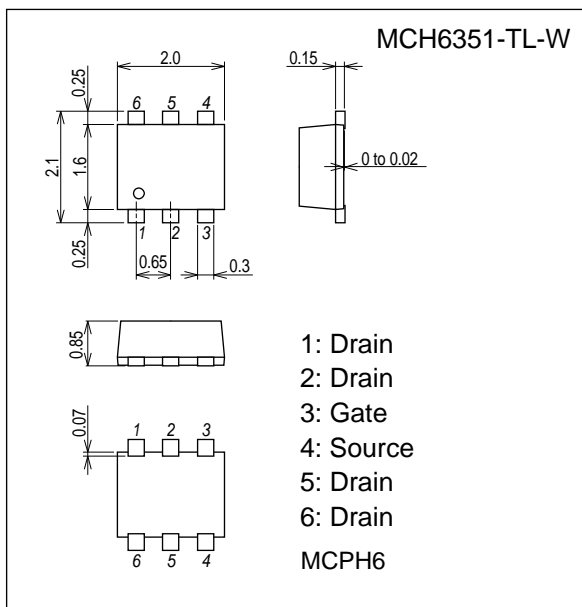 MCH6351-TL-W
2.0
0.15
0.25
6 5 4
2.1
1.6
0 to 0.02
0.25
1 2 3
0.65
0.3
0.85
1: Drain
2: Drain
3: Gate
4: Source
5: Drain
6: Drain
0.07
1 2 3
6 5 4
MCPH6